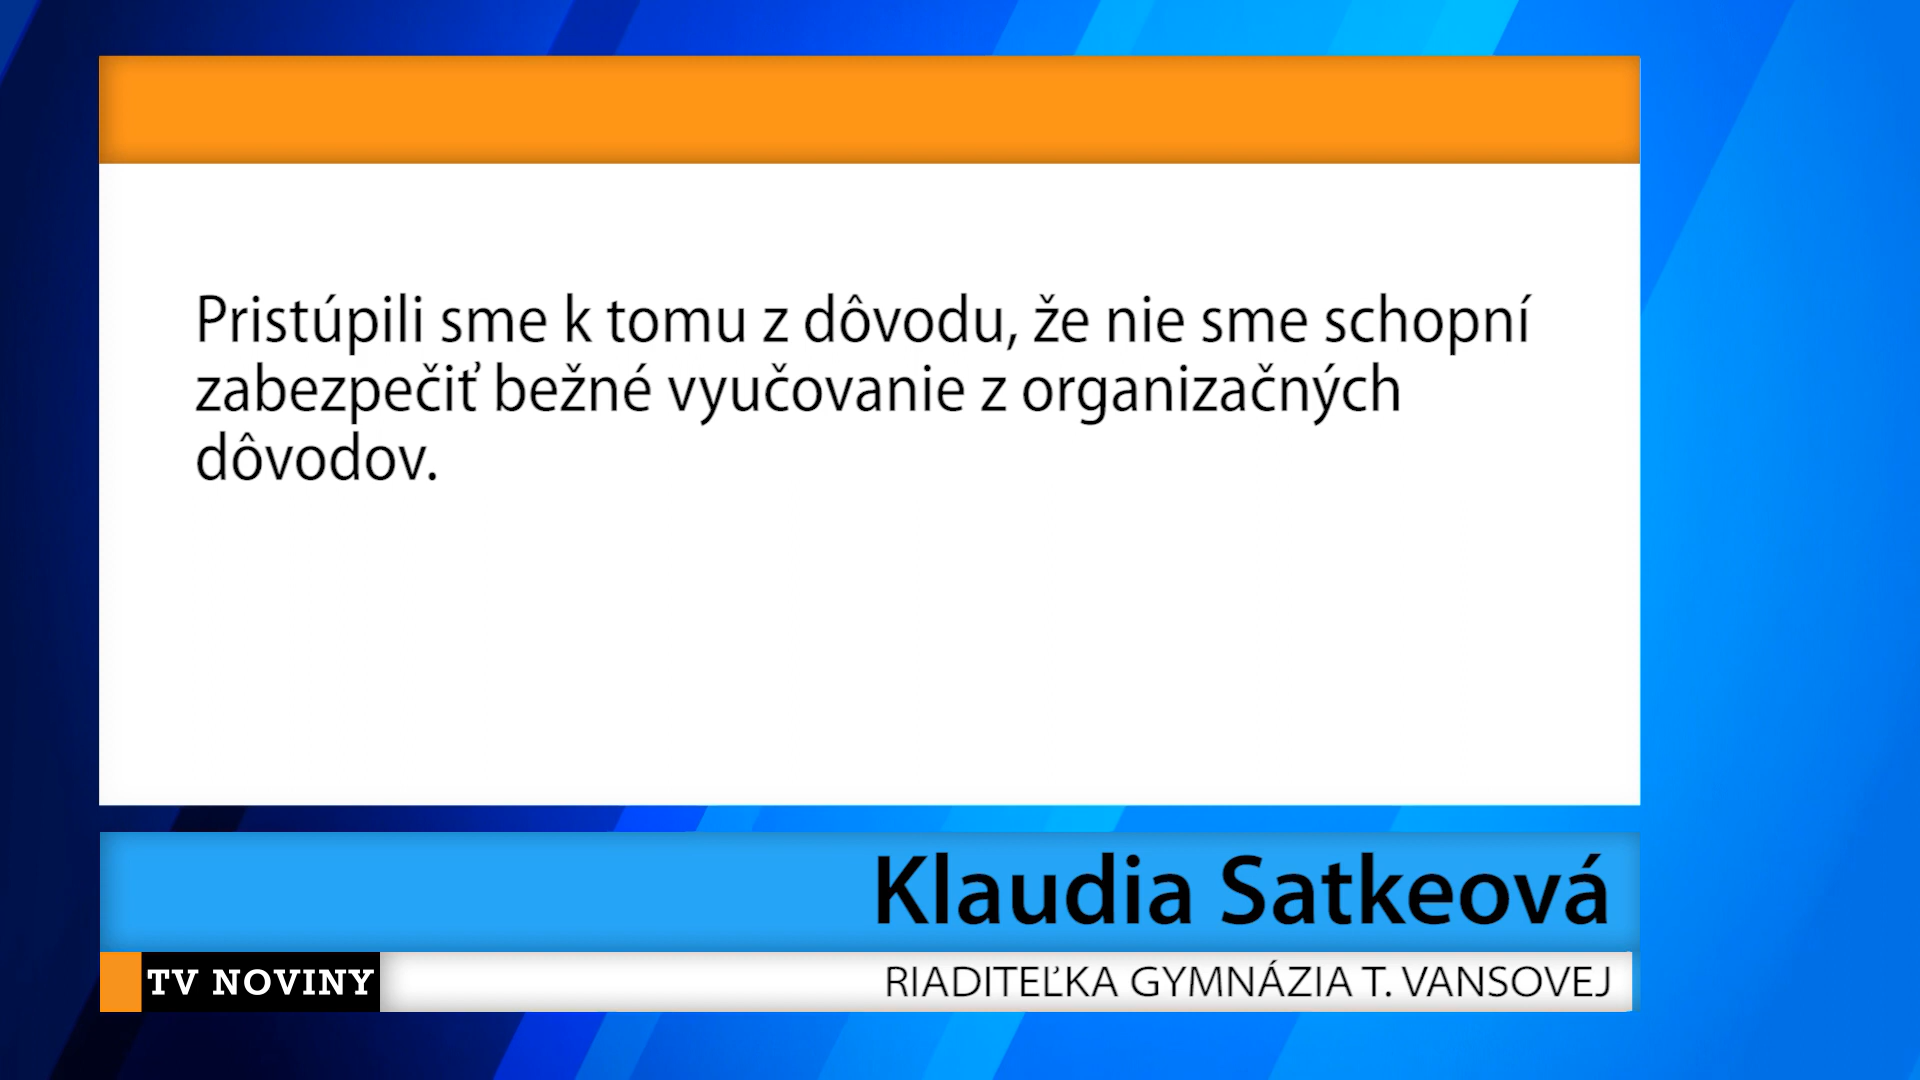 Pristúpili sme k tomu z dôvodu, že nie sme schopní
zabezpečiť bežné vyučovanie z organizačných
dôvodov.
Klaudia Satkeová
TV NOVINY
RIADITEĽKA GYMNÁZIA T. VANSOVEJ